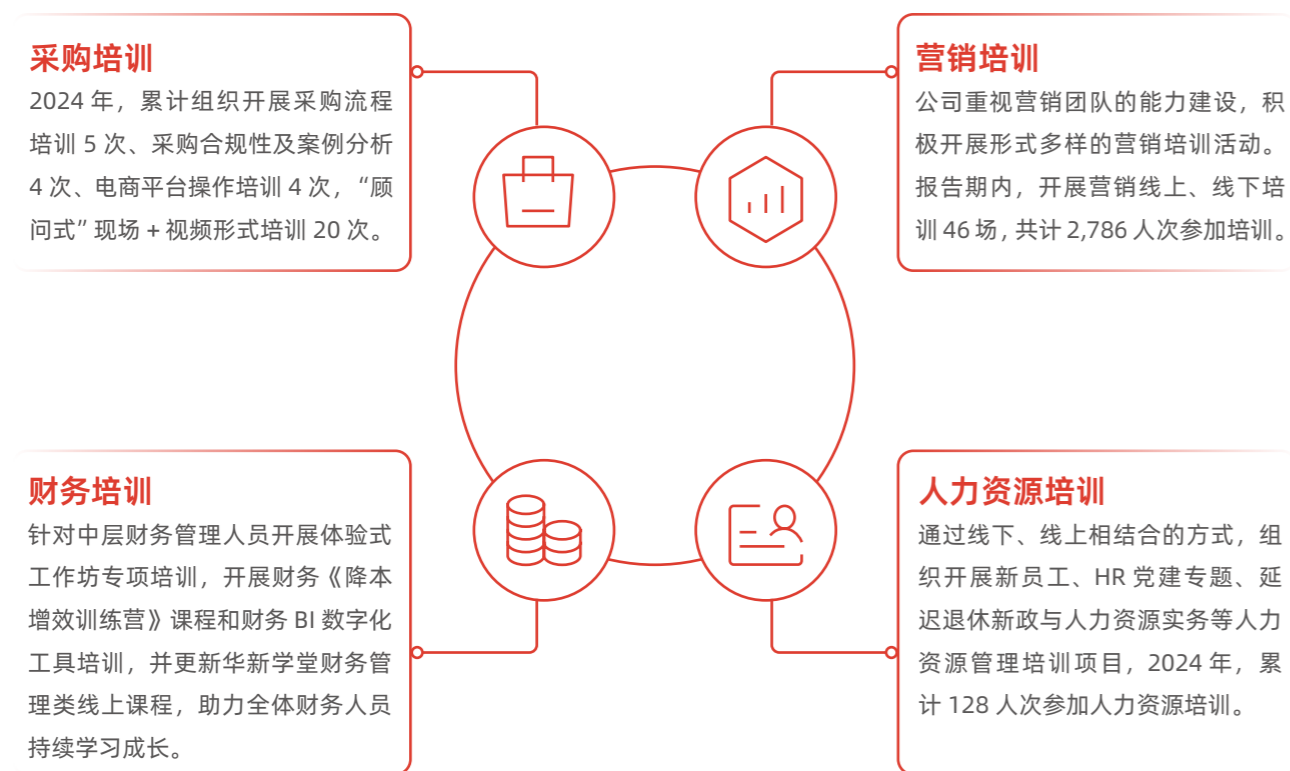 采购培训
2024 年，累计组织开展采购流程
培训 5 次、采购合规性及案例分析
4 次、电商平台操作培训 4 次，“顾
问式”现场 + 视频形式培训 20 次。
营销培训
公司重视营销团队的能力建设，积
极开展形式多样的营销培训活动。
报告期内，开展营销线上、线下培
训 46 场，共计 2,786 人次参加培训。
财务培训
针对中层财务管理人员开展体验式
工作坊专项培训，开展财务《降本
增效训练营》课程和财务 BI 数字化
工具培训，并更新华新学堂财务管
理类线上课程，助力全体财务人员
持续学习成长。
人力资源培训
通过线下、线上相结合的方式，组
织开展新员工、HR 党建专题、延
迟退休新政与人力资源实务等人力
资源管理培训项目，2024 年，累
计 128 人次参加人力资源培训。